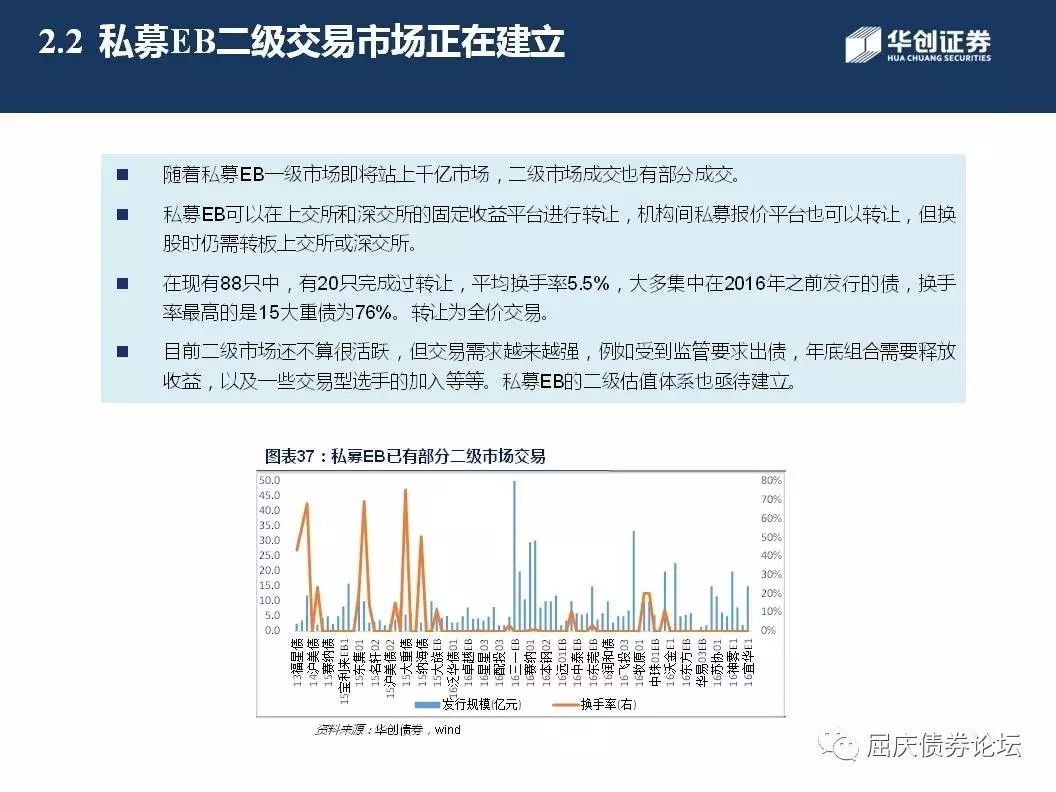 2.2 私募EB二级交易市场正在建立
华创证券
HUA CHUANG SECURITIES
随着私募EB一级市场即将站上千亿市场，二级市场成交也有部分成交。
私募EB可以在上交所和深交所的固定收益平台进行转让，机构间私募报价平台也可以转让，但换
股时仍需转板上交所或深交所。
在现有88只中，有20只完成过转让，平均换手率5.5%，大多集中在2016年之前发行的债，换手
率最高的是15大重债为76%。转让为全价交易。
目前二级市场还不算很活跃，但交易需求越来越强，例如受到监管要求出债，年底组合需要释放
收益，以及一些交易型选手的加入等等。私募EB的二级估值体系也亟待建立。
图表37：私募EB已有部分二级市场交易
50.0
45.0
40.0
35.0
30.0
25.0
20.0
15.0
10.0
5.0
0.0
80%
70%
60%
50%
40%
30%
20%
10%
0%
13福星债
14沪美债
15赛纳债
15宝利来EB1
15东集01
15名轩02
15沪美债02
15大重债
15纳海债
15大族EB
16泛华债01
16卓越EB
16星星03
16配投03
16三一EB
16赛纳01
16本钢02
16远01EB
16中泰EB
16东莞EB
16润和债
16飞投03
中珠01EB
16沃金E1
16东方EB
华易03EB
16苏协01
16神雾E1
16宜华E1
发行规模(亿元)
换手率(右)
资料来源：华创债券，wind
屈庆债券论坛